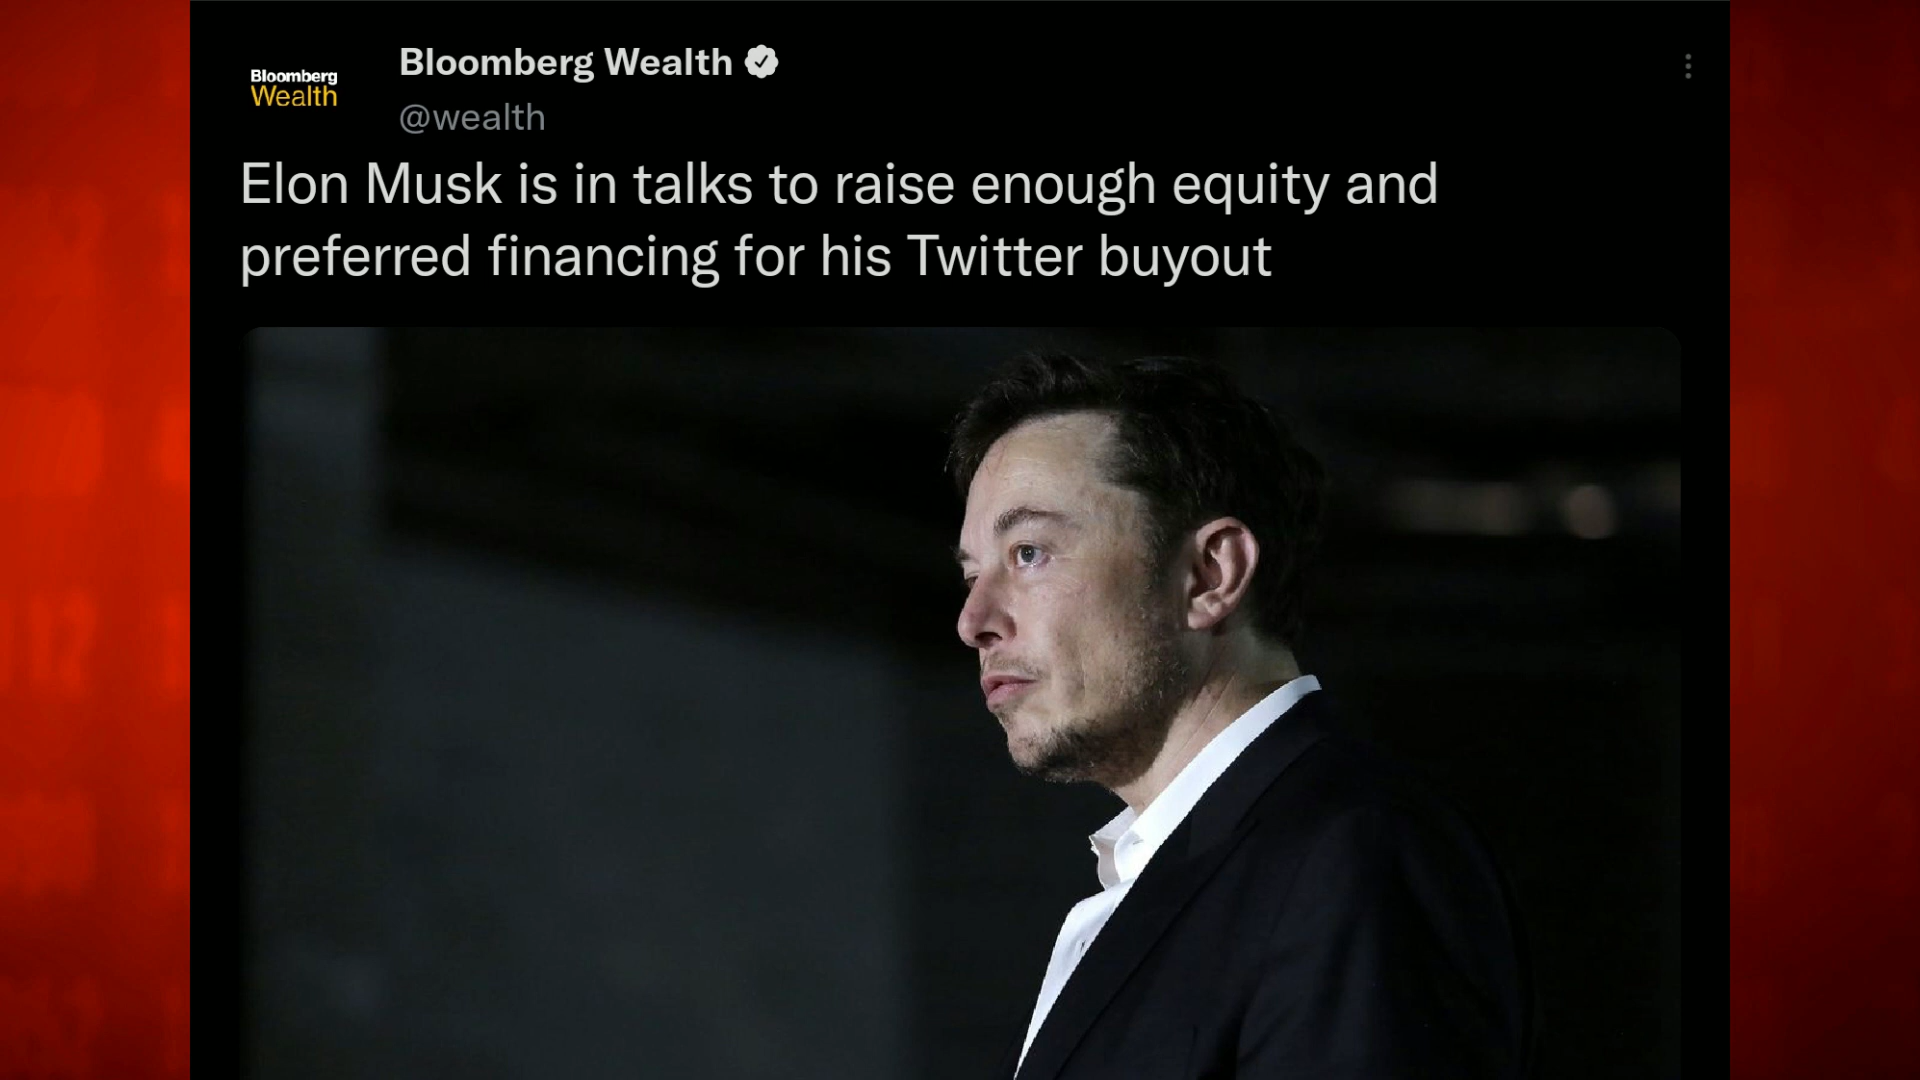 Bloomberg
Wealth
Bloomberg Wealth
@wealth
Elon Musk is in talks to raise enough equity and
preferred financing for his Twitter buyout